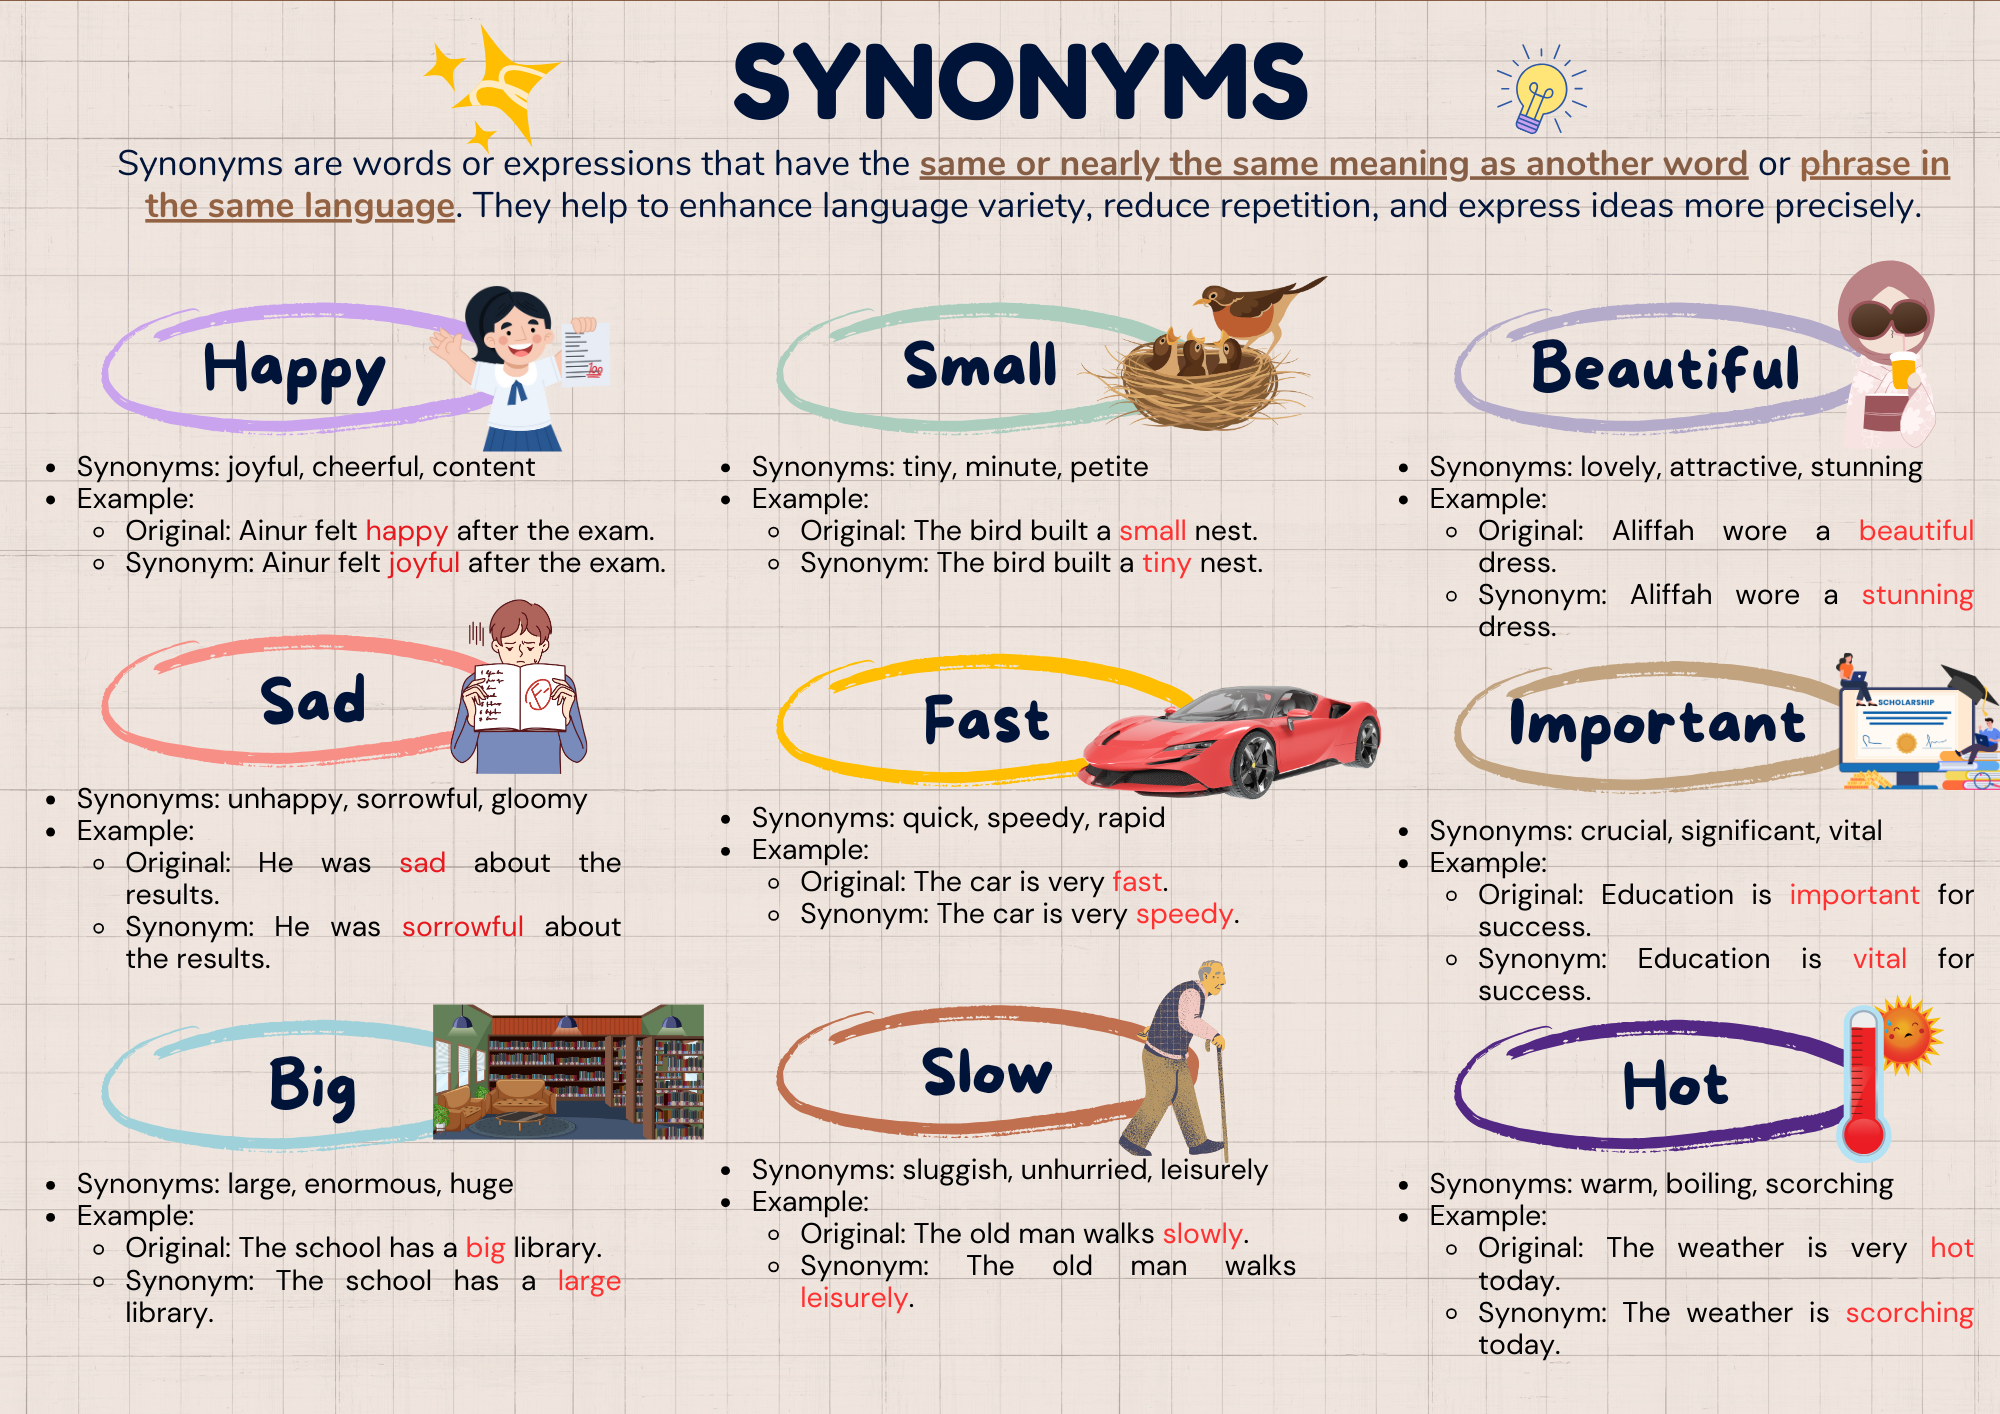 SYNONYMS
Synonyms are words or expressions that have the same or nearly the same meaning as another word or phrase in
the same language. They help to enhance language variety, reduce repetition, and express ideas more precisely.
Happy
100
Synonyms: joyful, cheerful, content
Example:
Original: Ainur felt happy after the exam.
Synonym: Ainur felt joyful after the exam.
Small
Synonyms: tiny, minute, petite
Example:
Original: The bird built a small nest.
Synonym: The bird built a tiny nest.
Beautiful
Synonyms: lovely, attractive, stunning
Example:
Original: Aliffah wore a beautiful
dress.
Synonym: Aliffah wore a stunning
dress.
Sad
F
Synonyms: unhappy, sorrowful, gloomy
Example:
Original: He was sad about the
results.
Synonym: He was sorrowful about
the results.
Fast
Synonyms: quick, speedy, rapid
Example:
Original: The car is very fast.
Synonym: The car is very speedy.
Important
SCHOLARSHIP
Synonyms: crucial, significant, vital
Example:
Original: Education is important for
success.
Synonym: Education is vital for
success.
Big
Synonyms: large, enormous, huge
Example:
Original: The school has a big library.
Synonym: The school has a large
library.
Slow
Synonyms: sluggish, unhurried, leisurely
Example:
Original: The old man walks slowly.
Synonym: The old man walks
leisurely.
Hot
Synonyms: warm, boiling, scorching
Example:
Original: The weather is very hot
today.
Synonym: The weather is scorching
today.